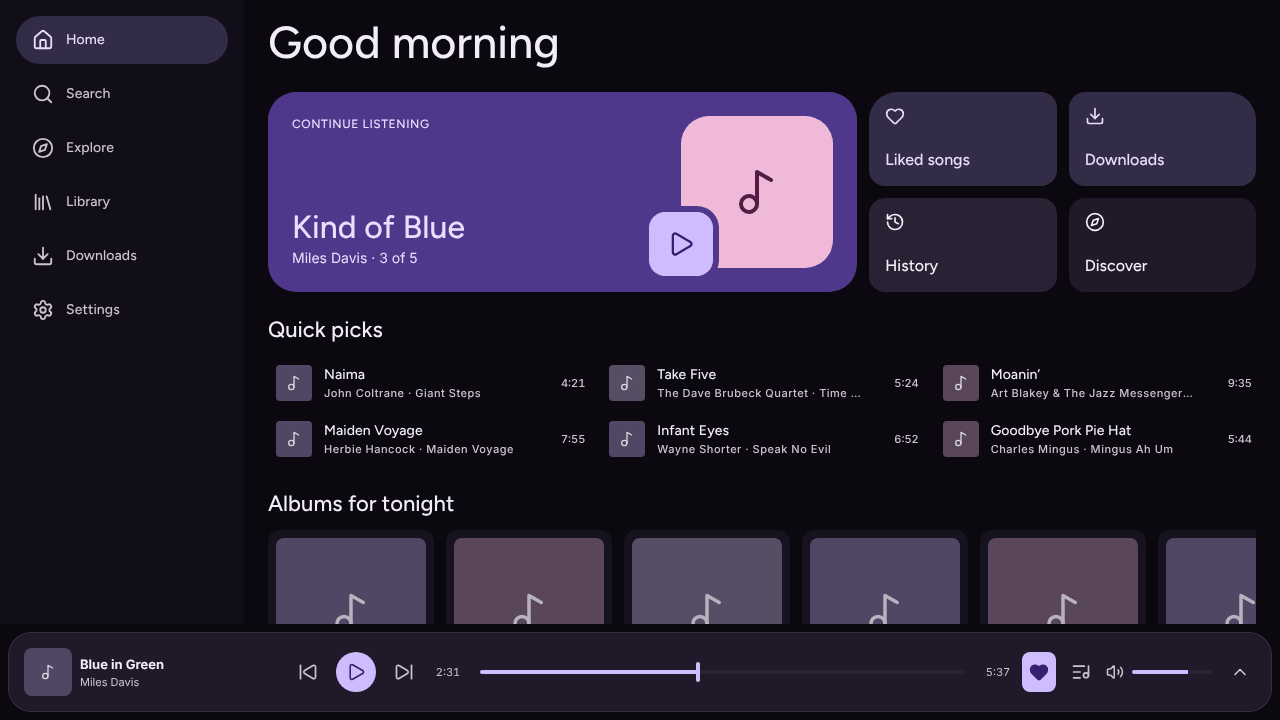 Home
Search
Explore
Library
Downloads
Settings
Good morning
CONTINUE LISTENING
Kind of Blue
Miles Davis · 3 of 5
Liked songs
Downloads
History
Discover
Quick picks
Naima
John Coltrane · Giant Steps
4:21
Take Five
The Dave Brubeck Quartet · Time ...
5:24
Moanin’
Art Blakey & The Jazz Messenger...
9:35
Maiden Voyage
Herbie Hancock · Maiden Voyage
7:55
Infant Eyes
Wayne Shorter · Speak No Evil
6:52
Goodbye Pork Pie Hat
Charles Mingus · Mingus Ah Um
5:44
Albums for tonight
Blue in Green
Miles Davis
2:31
5:37